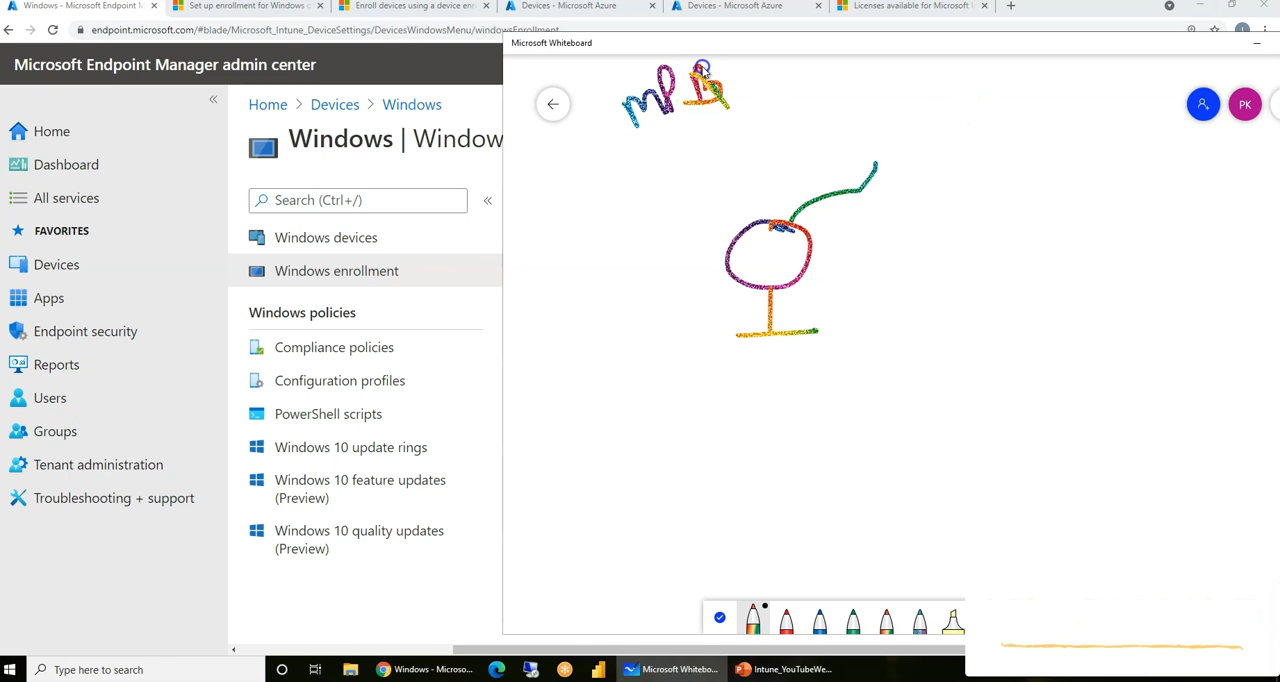 Windows - Microsoft Endpoint M
Set up enrollment for Windows
Enroll devices using a device en
Devices - Microsoft Azure
Devices - Microsoft Azure
Licenses available for Microsoft
endpoint.microsoft.com/#blade/Microsoft_Intune_DeviceSettings/DevicesWindowsMenu/windowsEnrollment
Microsoft Endpoint Manager admin center
Home
Dashboard
All services
FAVORITES
Devices
Apps
Endpoint security
Reports
Users
Groups
Tenant administration
Troubleshooting + support
Home > Devices > Windows
Windows | Window
Search (Ctrl+/)
Windows devices
Windows enrollment
Windows policies
Compliance policies
Configuration profiles
PowerShell scripts
Windows 10 update rings
Windows 10 feature updates
(Preview)
Windows 10 quality updates
(Preview)
Microsoft Whiteboard
PK
Type here to search
Windows - Microso...
Microsoft Whitebo...
Intune_YouTubeWe...